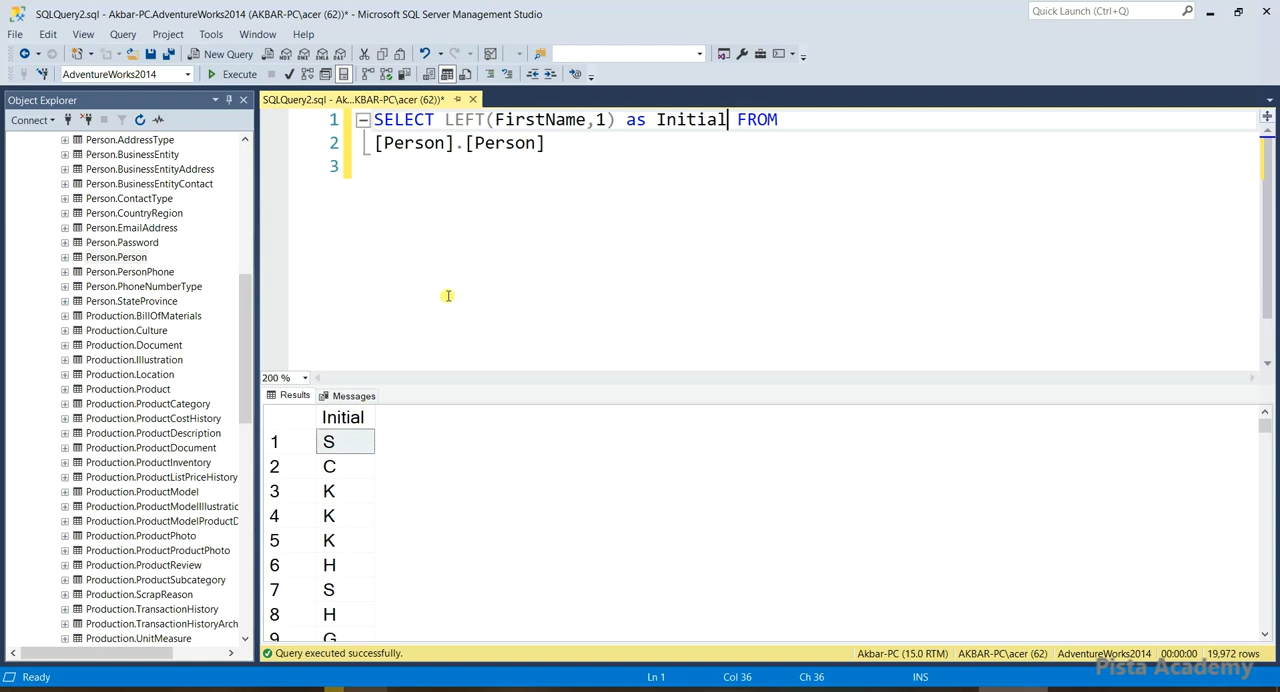 SQLQuery2.sql - Akbar-PC.AdventureWorks2014 (AKBAR-PC\acer (62))* - Microsoft SQL Server Management Studio
Quick Launch (Ctrl+Q)
File Edit View Query Project Tools Window Help
New Query
AdventureWorks2014 Execute
Object Explorer
SQLQuery2.sql - Ak...KBAR-PC\acer (62))*
Connect
1 SELECT LEFT(FirstName,1) as Initial FROM
2 [Person].[Person]
3
Person.AddressType
Person.BusinessEntity
Person.BusinessEntityAddress
Person.BusinessEntityContact
Person.ContactType
Person.CountryRegion
Person.EmailAddress
Person.Password
Person.Person
Person.PersonPhone
Person.PhoneNumberType
Person.StateProvince
Production.BillOfMaterials
Production.Culture
Production.Document
Production.Illustration
Production.Location
Production.Product
Production.ProductCategory
Production.ProductCostHistory
Production.ProductDescription
Production.ProductDocument
Production.ProductInventory
Production.ProductListPriceHistory
Production.ProductModel
Production.ProductModelIllustratic
Production.ProductModelProductD
Production.ProductPhoto
Production.ProductProductPhoto
Production.ProductReview
Production.ProductSubcategory
Production.ScrapReason
Production.TransactionHistory
Production.TransactionHistoryArch
Production.UnitMeasure
200 %
Results Messages
Initial
1 S
2 C
3 K
4 K
5 K
6 H
7 S
8 H
9 G
Query executed successfully.
Akbar-PC (15.0 RTM) AKBAR-PC\acer (62) AdventureWorks2014 00:00:00 19,972 rows
Pista Academy
Ready Ln 1 Col 36 Ch 36 INS